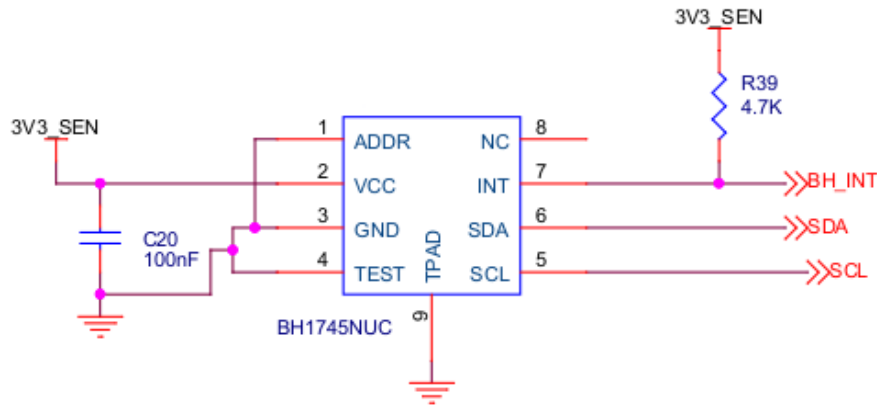 3V3_SEN
R39
4.7K
3V3_SEN
1
ADDR
NC
8
2
VCC
INT
7
BH_INT
3
GND
SDA
6
SDA
C20
100nF
4
TEST
TPAD
SCL
5
SCL
9
BH1745NUC